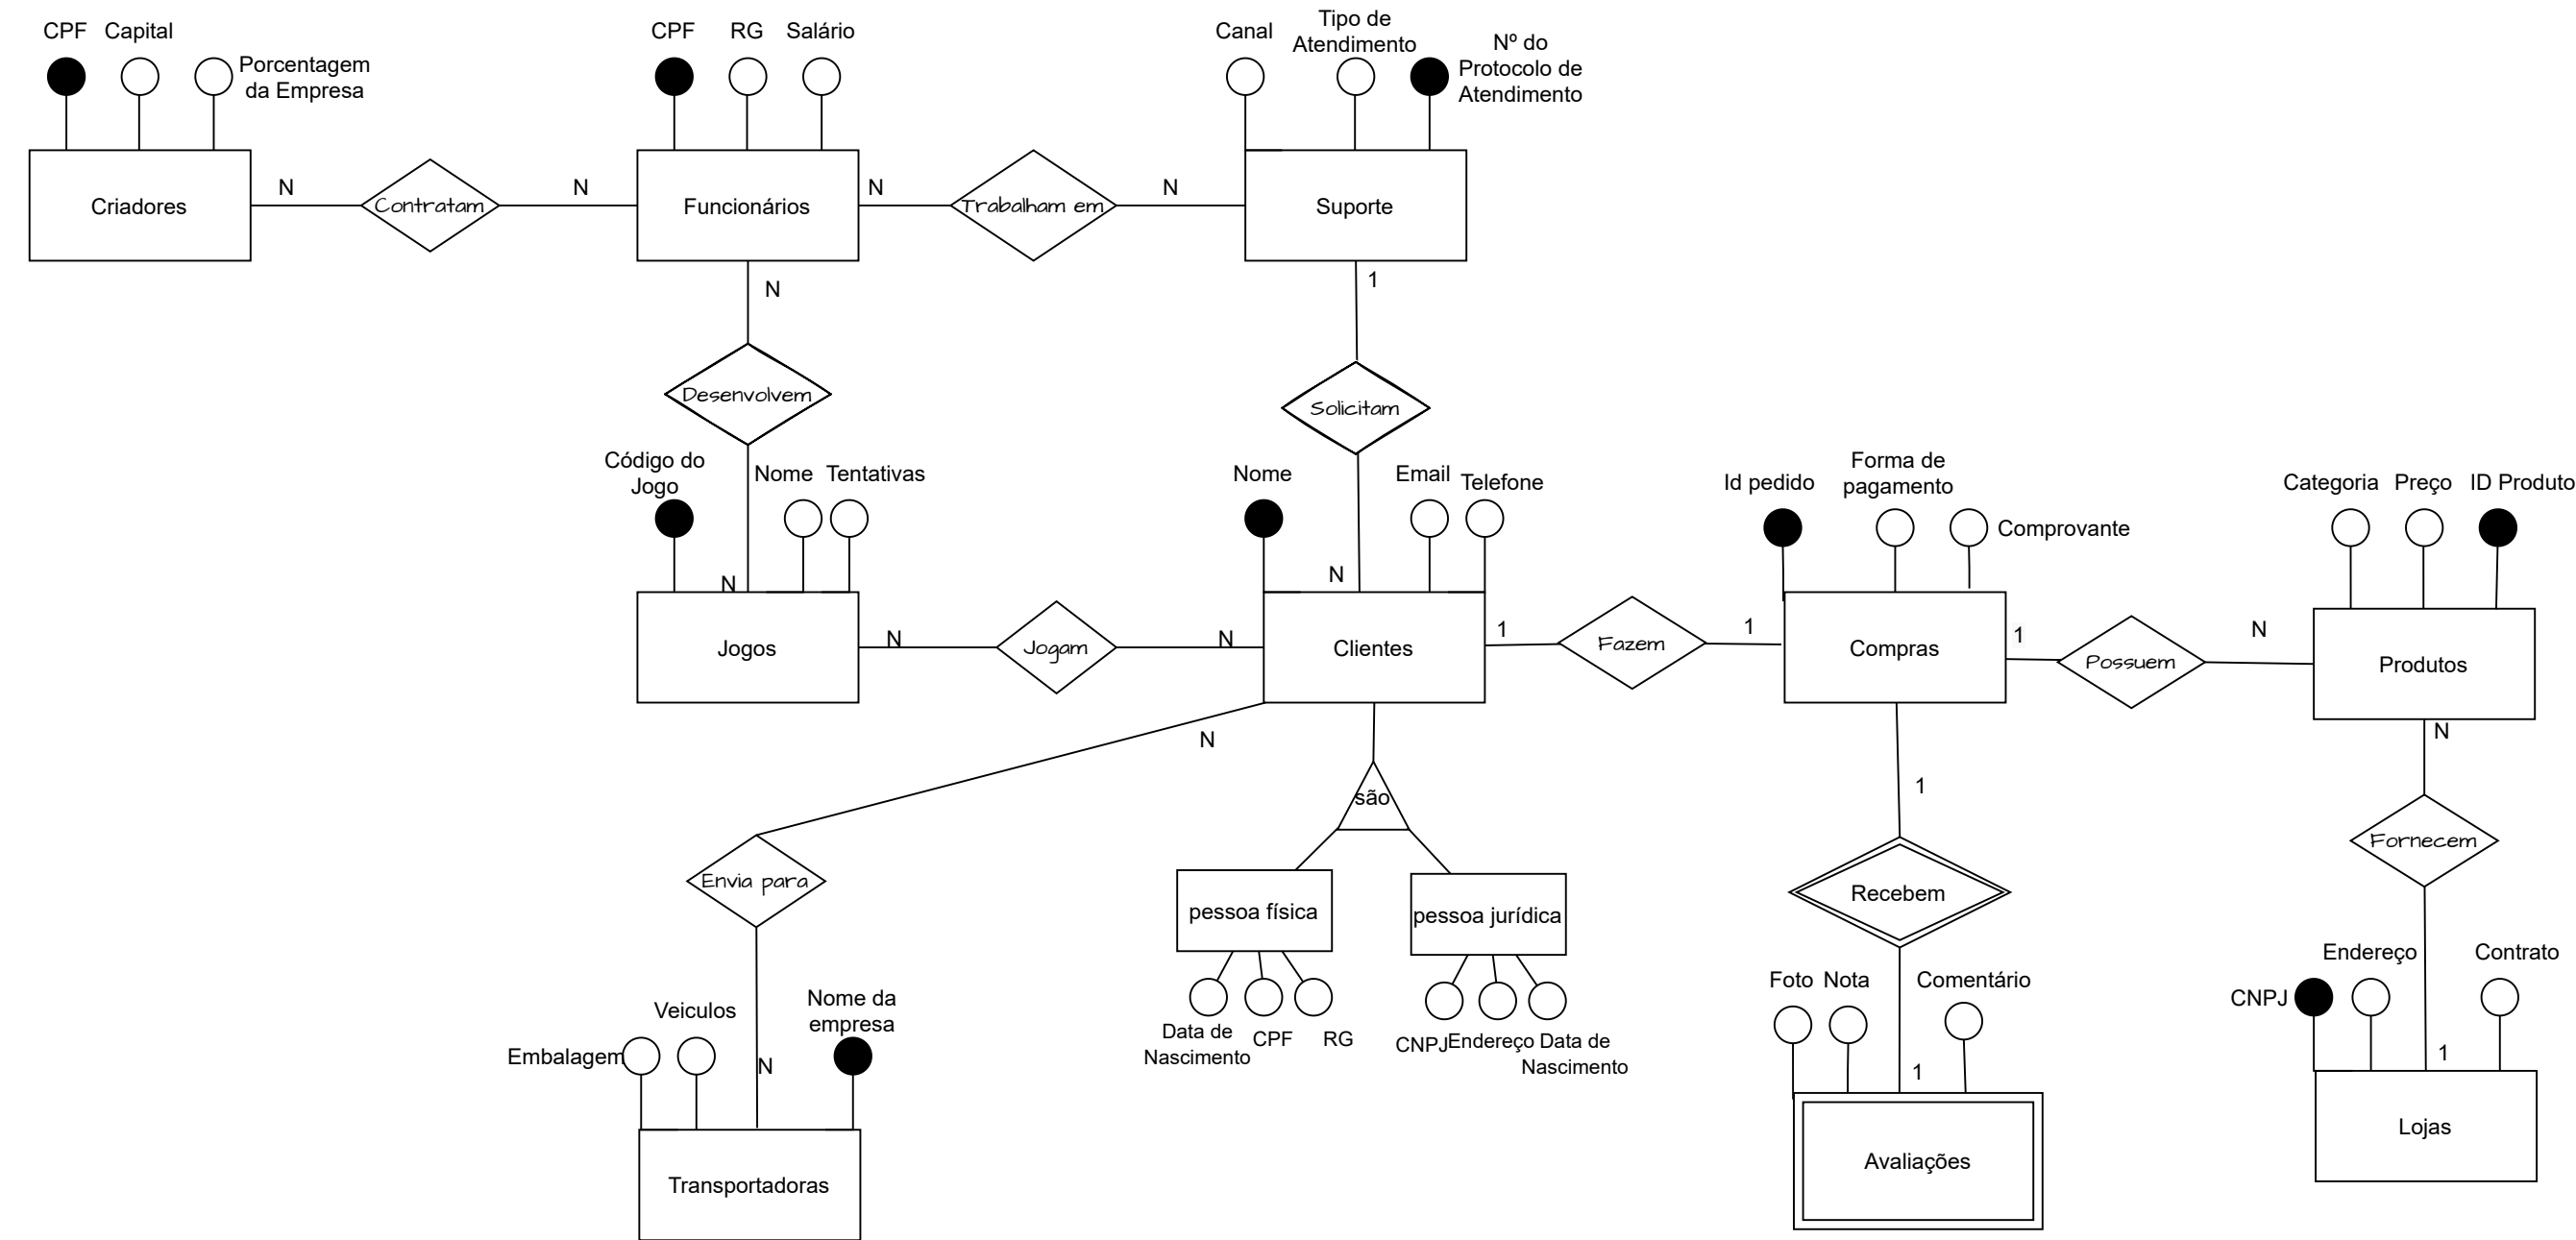 CPF
Capital
Porcentagem
da Empresa
CPF
RG
Salário
Canal
Tipo de
Atendimento
Nº do
Protocolo de
Atendimento
Criadores
N
Contratam
N
Funcionários
N
Trabalham em
N
Suporte
N
1
Desenvolvem
Solicitam
Código do
Jogo
Nome
Tentativas
Nome
Email
Telefone
Id pedido
Forma de
pagamento
Comprovante
Categoria
Preço
ID Produto
N
N
Jogos
N
Jogam
N
Clientes
1
Fazem
1
Compras
1
Possuem
N
Produtos
N
N
1
são
Fornecem
Envia para
pessoa física
pessoa jurídica
Recebem
Embalagem
Veiculos
Nome da
empresa
N
Data de
Nascimento
CPF
RG
CNPJ
Endereço
Data de
Nascimento
Foto
Nota
Comentário
1
CNPJ
Endereço
Contrato
1
Transportadoras
Avaliações
Lojas